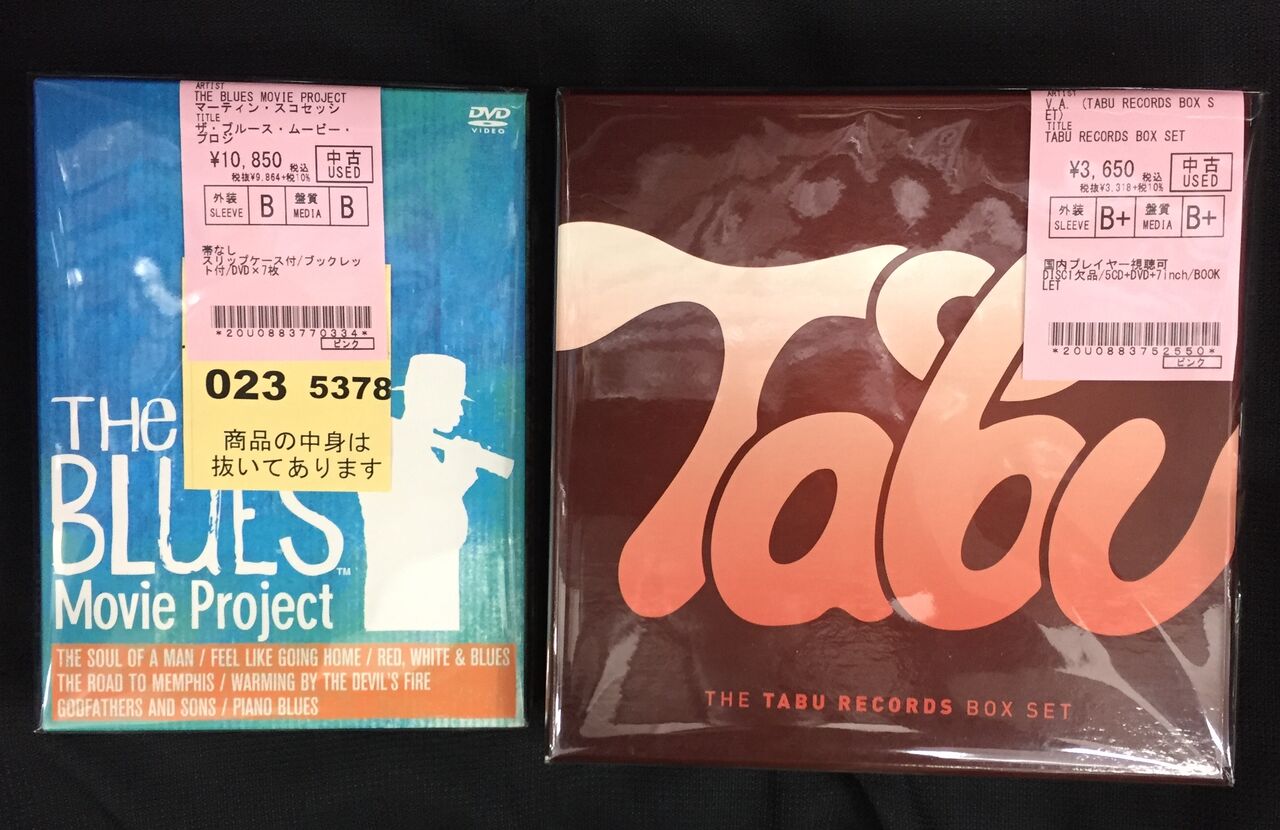 ARTIST
THE BLUES MOVIE PROJECT
マーティン・スコセッシ
TITLE
ザ・ブルース・ムービー・
プロジ
¥10,850 税込
税抜¥9,864+税10%
中古
USED
外装
SLEEVE
B
盤質
MEDIA
B
帯なし
スリップケース付/ブックレッ
ト付/DVD×7枚
*20U0883770334*
ピンク
023 5378
商品の中身は
抜いてあります
DVD
VIDEO
THE
BLUES™
Movie Project
THE SOUL OF A MAN / FEEL LIKE GOING HOME / RED, WHITE & BLUES
THE ROAD TO MEMPHIS / WARMING BY THE DEVIL'S FIRE
GODFATHERS AND SONS / PIANO BLUES
ARTIST
V.A. (TABU RECORDS BOX S
ET)
TITLE
TABU RECORDS BOX SET
¥3,650 税込
税抜¥3,318+税10%
中古
USED
外装
SLEEVE
B+
盤質
MEDIA
B+
国内プレイヤー視聴可
DISC1欠品/5CD+DVD+7inch/BOOK
LET
*20U0883752550*
ピンク
Tabu
THE TABU RECORDS BOX SET